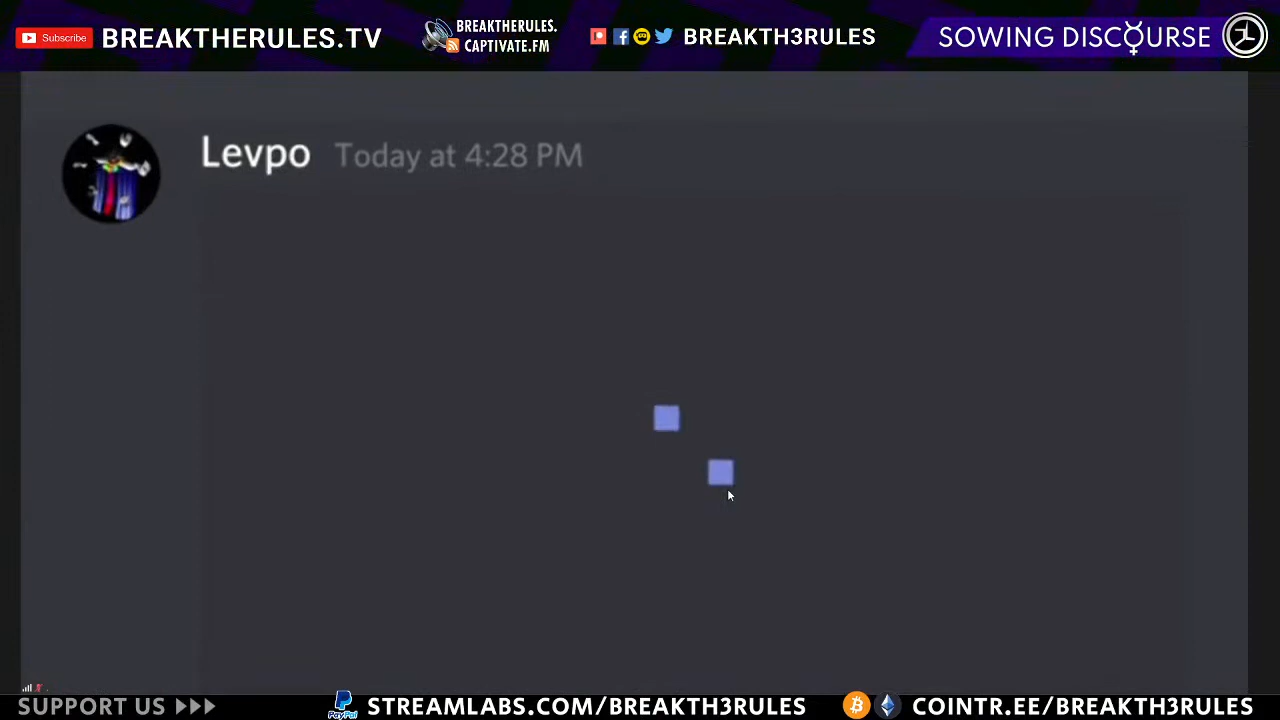 Subscribe BREAKTHERULES.TV
BREAKTHERULES.
CAPTIVATE.FM
BREAKTH3RULES
SOWING DISCOURSE
Levpo Today at 4:28 PM
SUPPORT US
PayPal STREAMLABS.COM/BREAKTH3RULES
COINTR.EE/BREAKTH3RULES